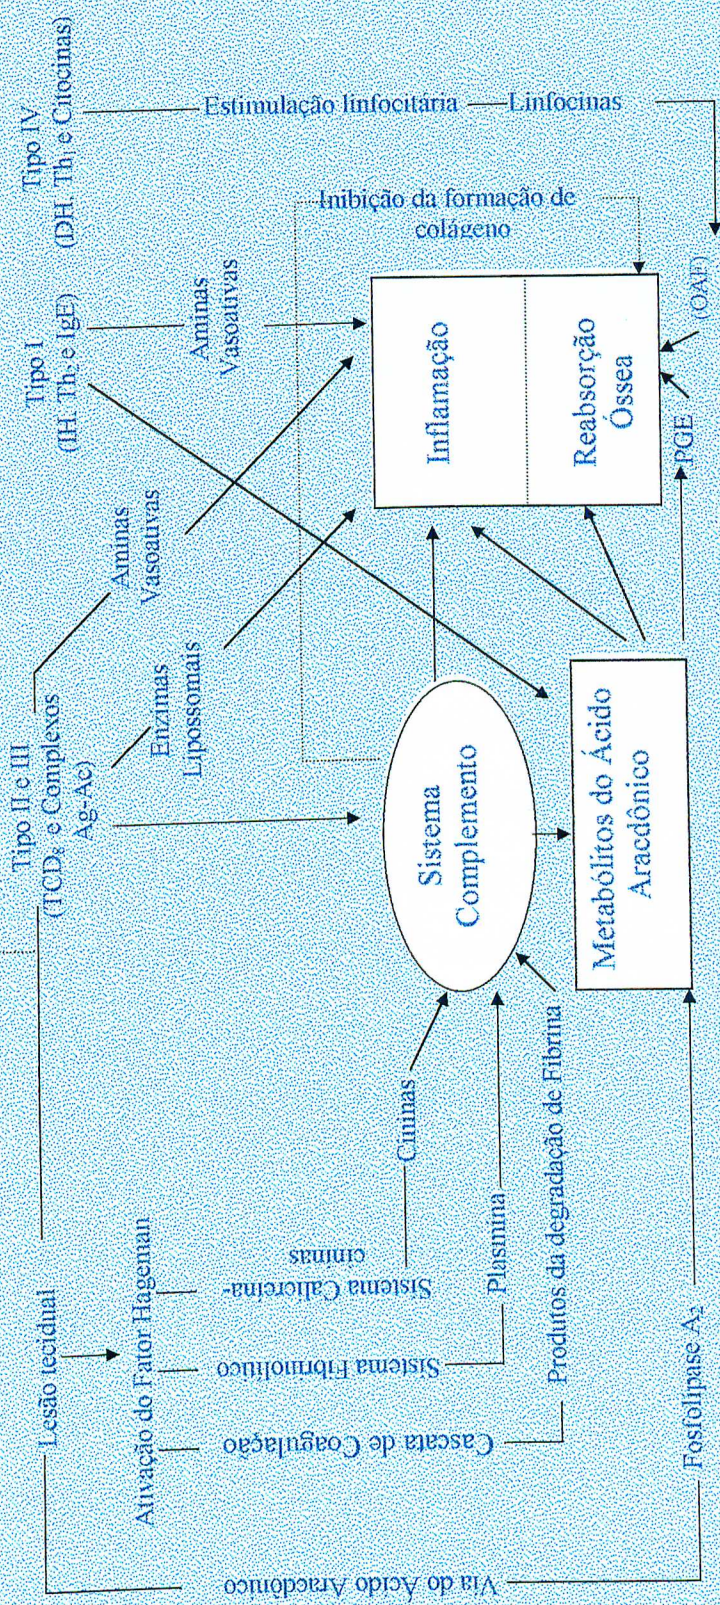 Lesão tecidual
Tipo II e III
(TCD8 e Complexos
Ag-Ac)
Tipo I
(IH. Th2 e IgE)
Tipo IV
(DH. Th1 e Citocinas)
Ativação do Fator Hageman
Via do Ácido Aracdônico
Cascata de Coagulação
Sistema Fibrinolítico
Sistema Calicreina-
cininas
Cininas
Plasmina
Produtos da degradação de Fibrina
Fosfolipase A2
Enzimas
Lipossomais
Aminas
Vasoativas
Aminas
Vasoativas
Estimulação linfocitária
Linfocinas
Inibição da formação de
colágeno
Sistema
Complemento
Inflamação
Reabsorção
Óssea
Metabólitos do Ácido
Aracdônico
PGE
(OAF)